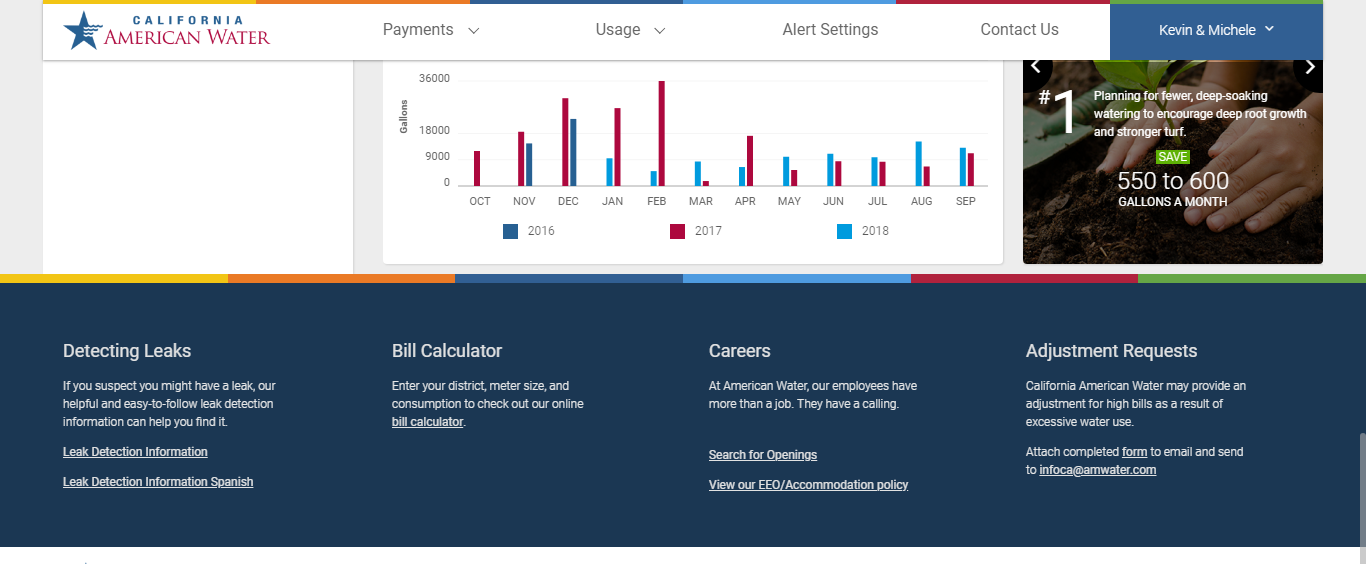 CALIFORNIA
AMERICAN WATER
Payments
Usage
Alert Settings
Contact Us
Kevin & Michele
36000
18000
9000
0
Gallons
OCT NOV DEC JAN FEB MAR APR MAY JUN JUL AUG SEP
2016 2017 2018
#1
Planning for fewer, deep-soaking
watering to encourage deep root growth
and stronger turf.
SAVE
550 to 600
GALLONS A MONTH
Detecting Leaks
If you suspect you might have a leak, our
helpful and easy-to-follow leak detection
information can help you find it.
Leak Detection Information
Leak Detection Information Spanish
Bill Calculator
Enter your district, meter size, and
consumption to check out our online
bill calculator.
Careers
At American Water, our employees have
more than a job. They have a calling.
Search for Openings
View our EEO/Accommodation policy
Adjustment Requests
California American Water may provide an
adjustment for high bills as a result of
excessive water use.
Attach completed form to email and send
to infoca@amwater.com